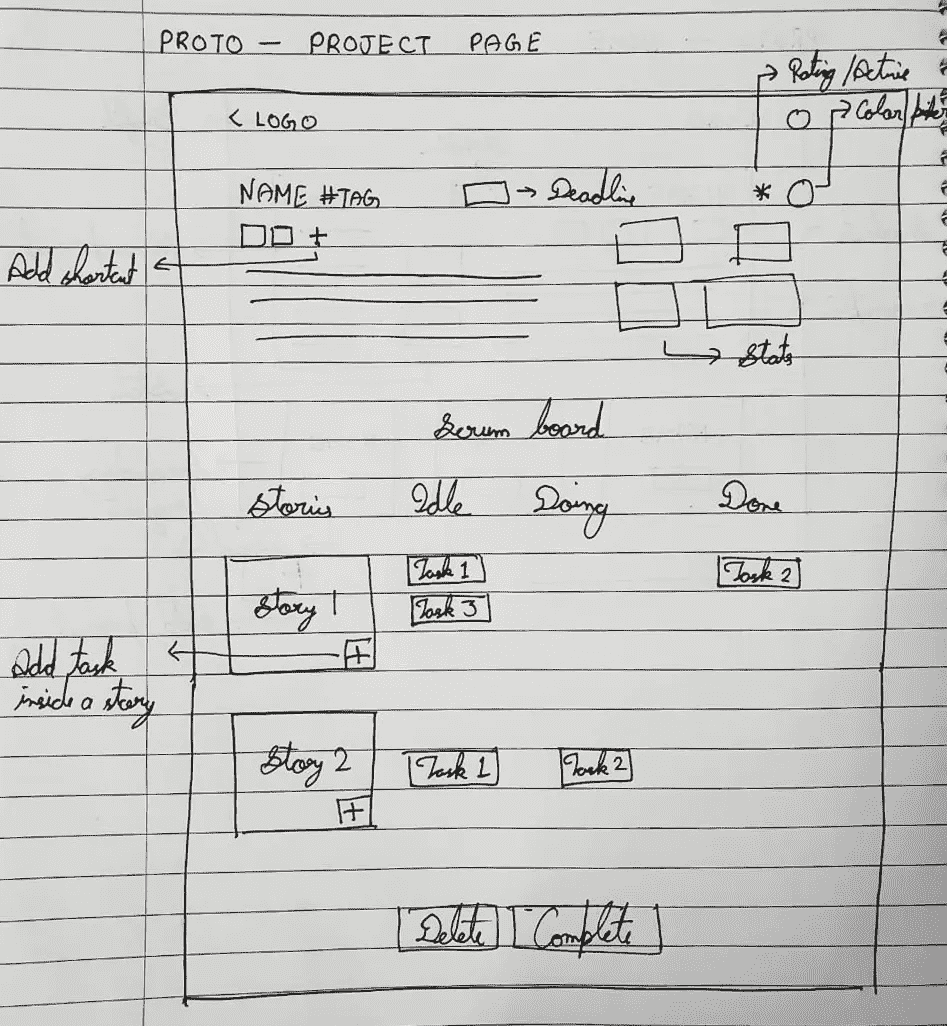 PROTO — PROJECT PAGE
→ Rating/Active
< LOGO
→ Color/
NAME #TAG
→ Deadline
*
+
Add shortcut
→ Stats
Scrum board
Stories Idle Doing Done
Task 1
Task 2
Story 1
Task 3
+
Add task
inside a story
Story 2
Task 1
Task 2
+
Delete
Complete